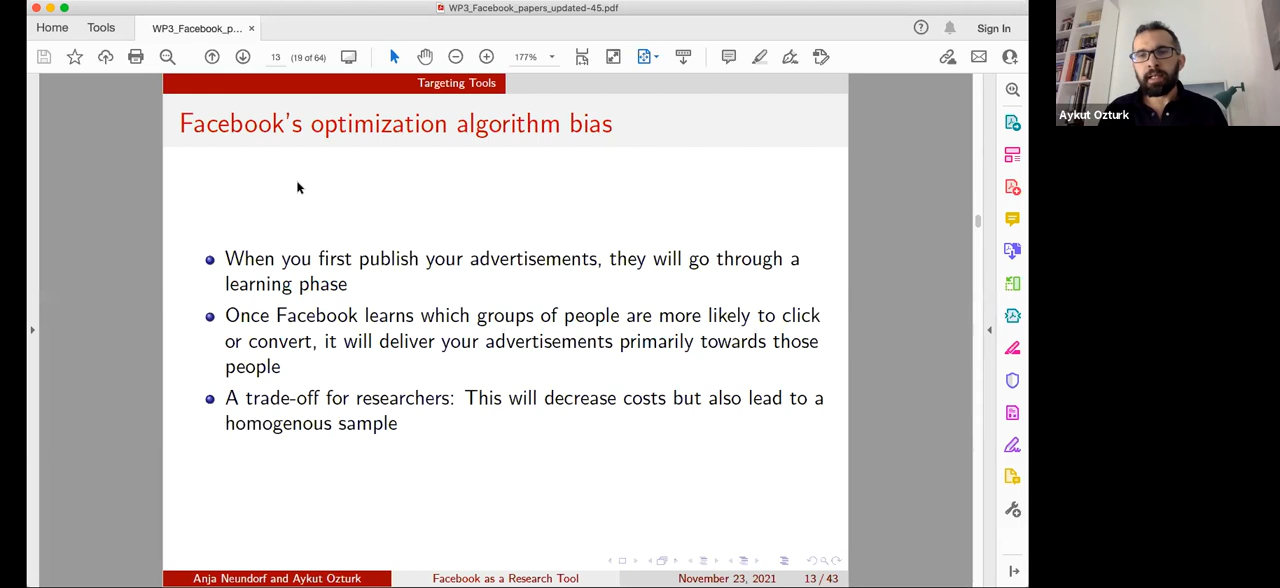 WP3_Facebook_papers_updated-45.pdf
Home
Tools
WP3_Facebook_p... ×
Sign In
13
(19 of 64)
177%
Targeting Tools
Facebook's optimization algorithm bias
When you first publish your advertisements, they will go through a
learning phase
Once Facebook learns which groups of people are more likely to click
or convert, it will deliver your advertisements primarily towards those
people
A trade-off for researchers: This will decrease costs but also lead to a
homogenous sample
Anja Neundorf and Aykut Ozturk
Facebook as a Research Tool
November 23, 2021
13 / 43
Aykut Ozturk